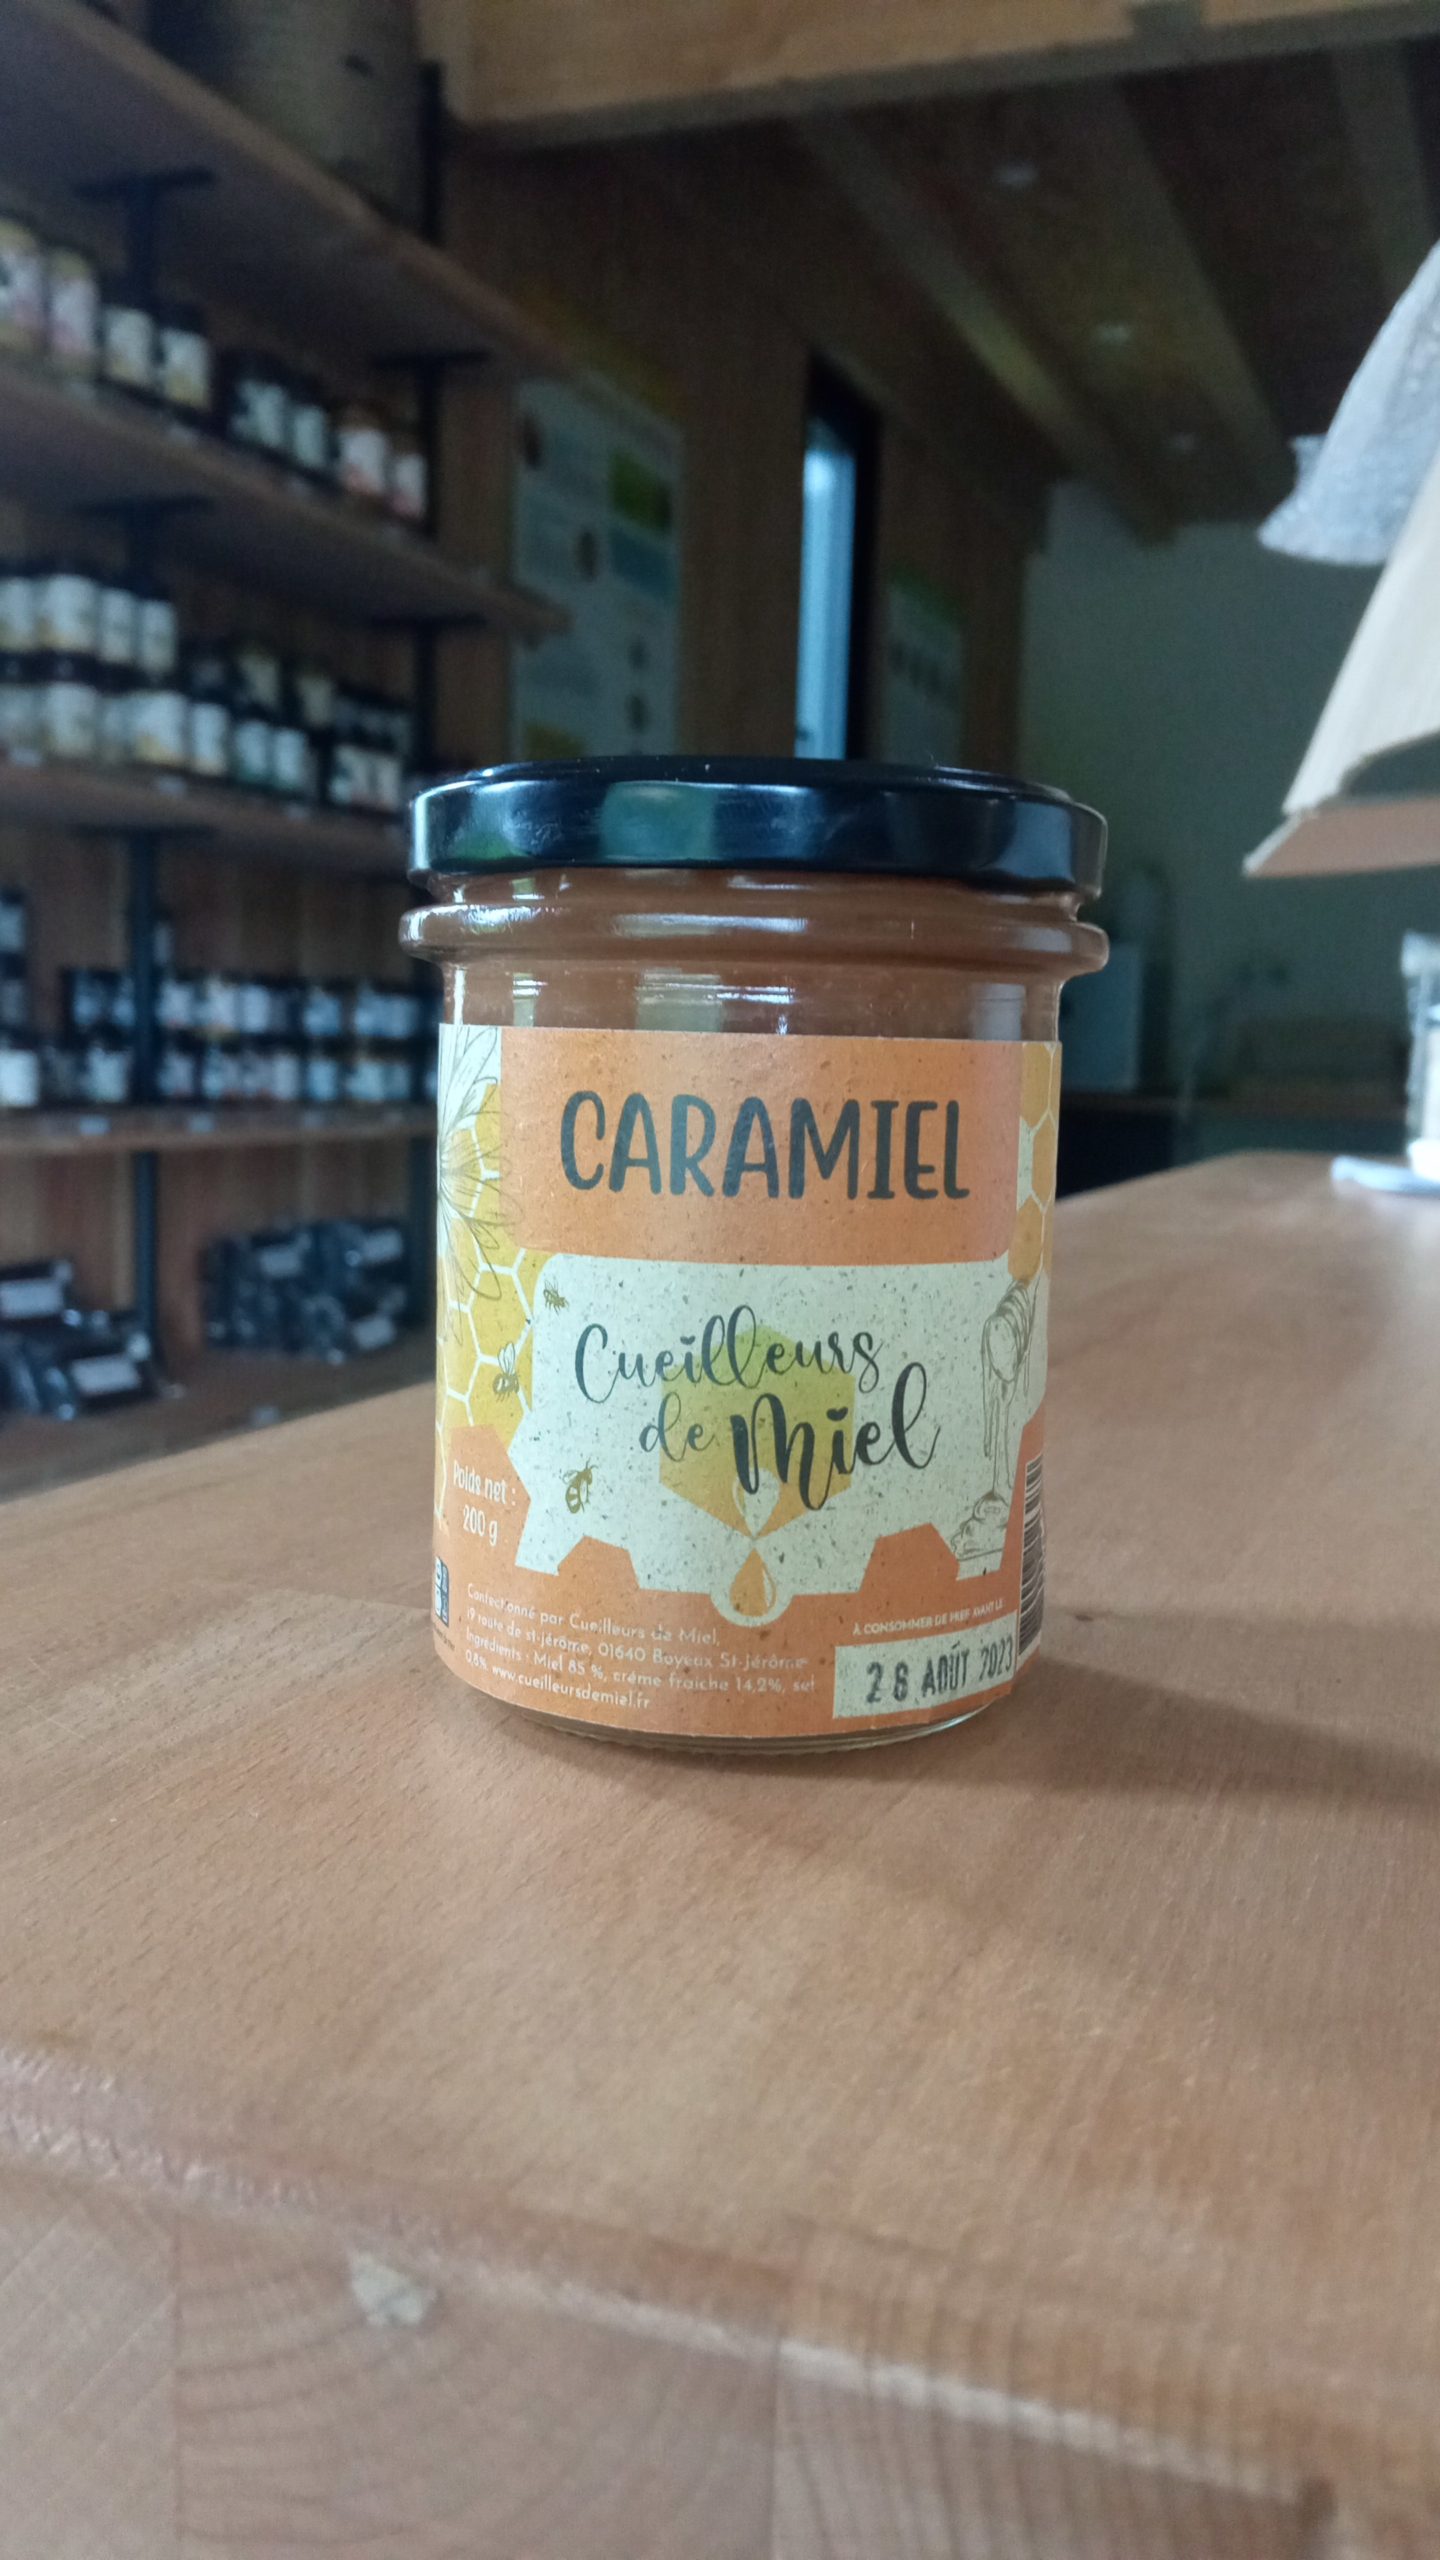 CARAMIEL
Cueilleurs
de Miel
Poids net :
200 g
Confectionné par Cueilleurs de Miel,
19 route de st-jérôme, 01640 Boyeux St-jérôme
Ingrédients : Miel 85 %, crème fraiche 14,2%, sel
0,8%. www.cueilleursdemiel.fr
À CONSOMMER DE PREF AVANT LE
28 AOÚT 2023